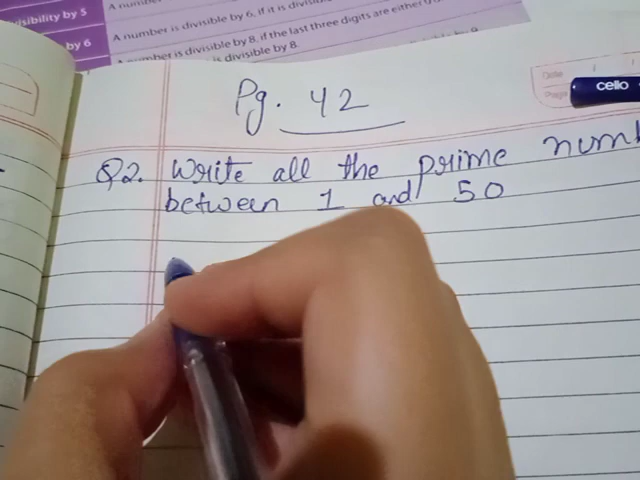 by 5
A number is divisible by 6, if it is
by 6
number is divisible by 8, if the last three digits are either
is divisible by 8.
cello
Pg. 42
Q2. Write all the prime
between 1 and 50